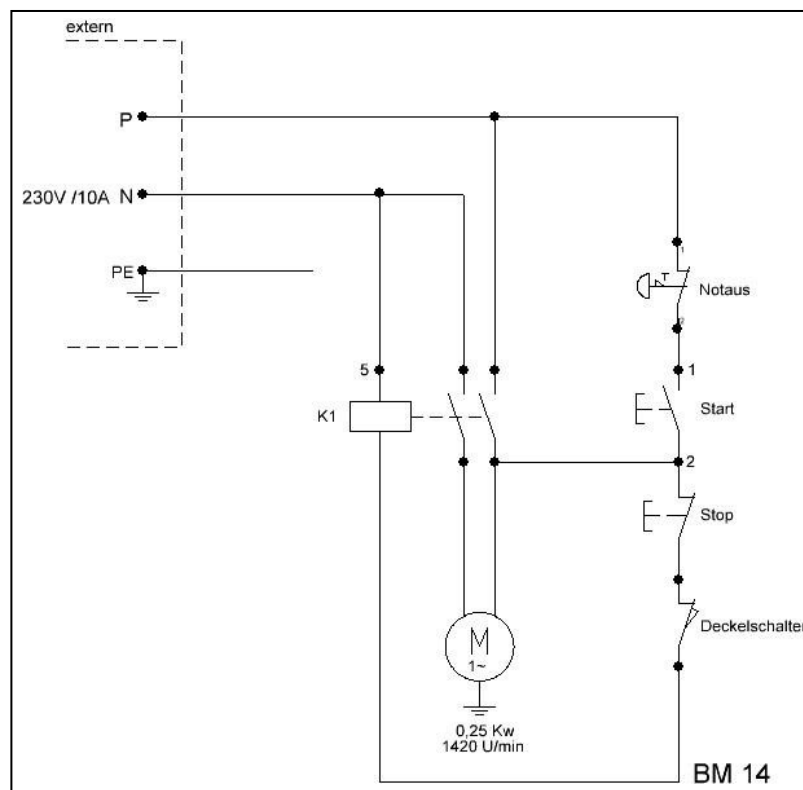 extern
P
230V /10A N
PE
1
T
Notaus
5
1
K1
Start
2
Stop
M
1~
Deckelschalter
0,25 Kw
1420 U/min
BM 14